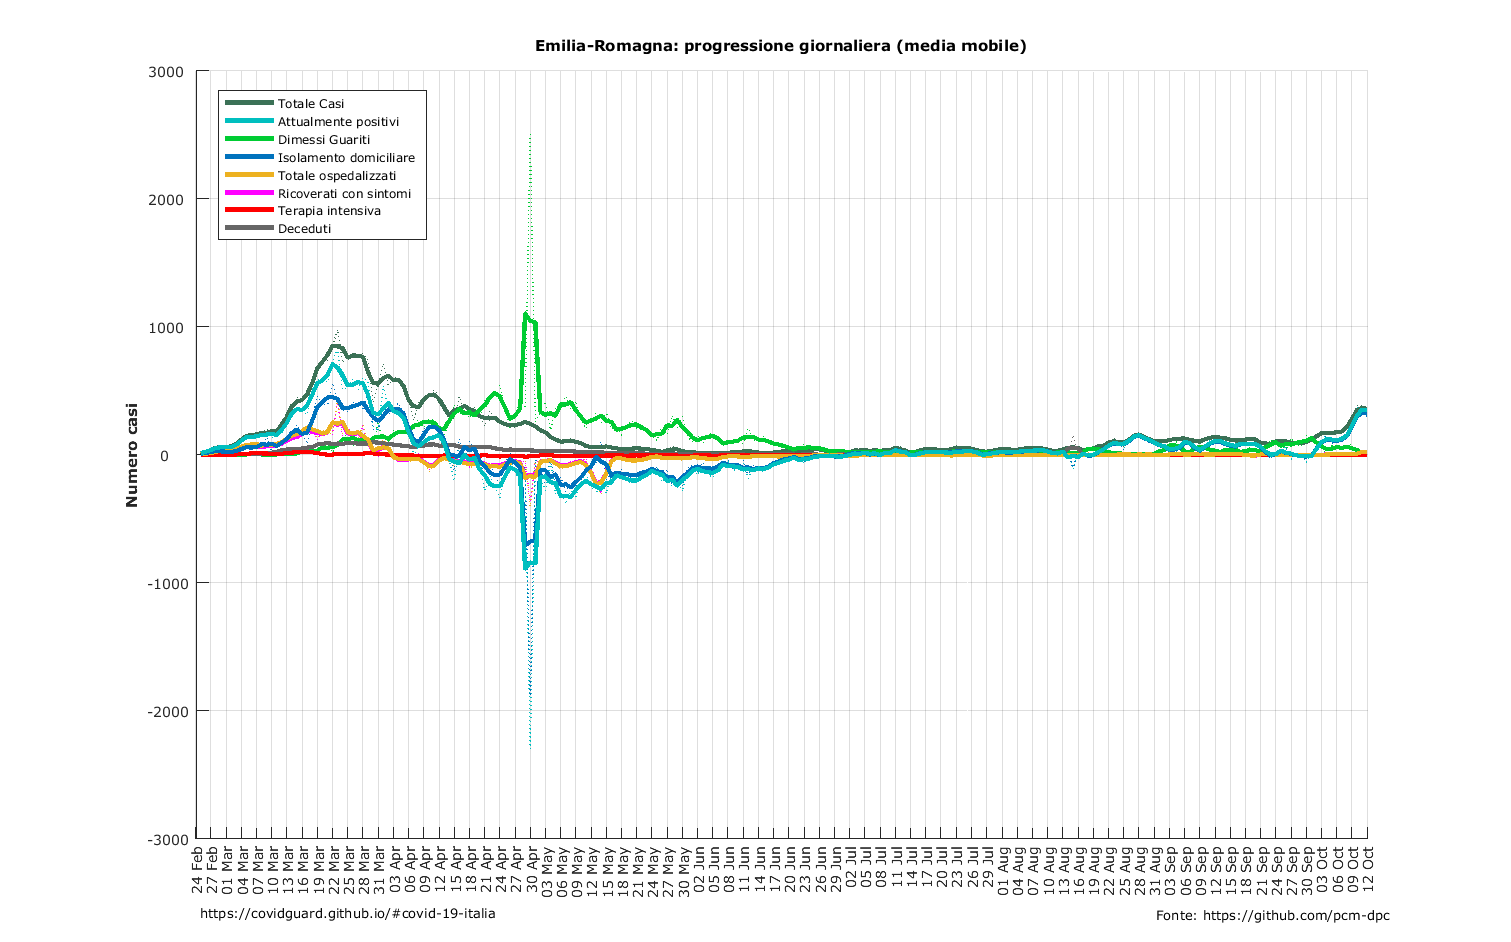 Emilia-Romagna: progressione giornaliera (media mobile)
3000
2000
1000
0
-1000
-2000
-3000
Numero casi
Totale Casi
Attualmente positivi
Dimessi Guariti
Isolamento domiciliare
Totale ospedalizzati
Ricoverati con sintomi
Terapia intensiva
Deceduti
24 Feb
27 Feb
01 Mar
04 Mar
07 Mar
10 Mar
13 Mar
16 Mar
19 Mar
22 Mar
25 Mar
28 Mar
31 Mar
03 Apr
06 Apr
09 Apr
12 Apr
15 Apr
18 Apr
21 Apr
24 Apr
27 Apr
30 Apr
03 May
06 May
09 May
12 May
15 May
18 May
21 May
24 May
27 May
30 May
02 Jun
05 Jun
08 Jun
11 Jun
14 Jun
17 Jun
20 Jun
23 Jun
26 Jun
29 Jun
02 Jul
05 Jul
08 Jul
11 Jul
14 Jul
17 Jul
20 Jul
23 Jul
26 Jul
29 Jul
01 Aug
04 Aug
07 Aug
10 Aug
13 Aug
16 Aug
19 Aug
22 Aug
25 Aug
28 Aug
31 Aug
03 Sep
06 Sep
09 Sep
12 Sep
15 Sep
18 Sep
21 Sep
24 Sep
27 Sep
30 Sep
03 Oct
06 Oct
09 Oct
12 Oct
https://covidguard.github.io/#covid-19-italia
Fonte: https://github.com/pcm-dpc